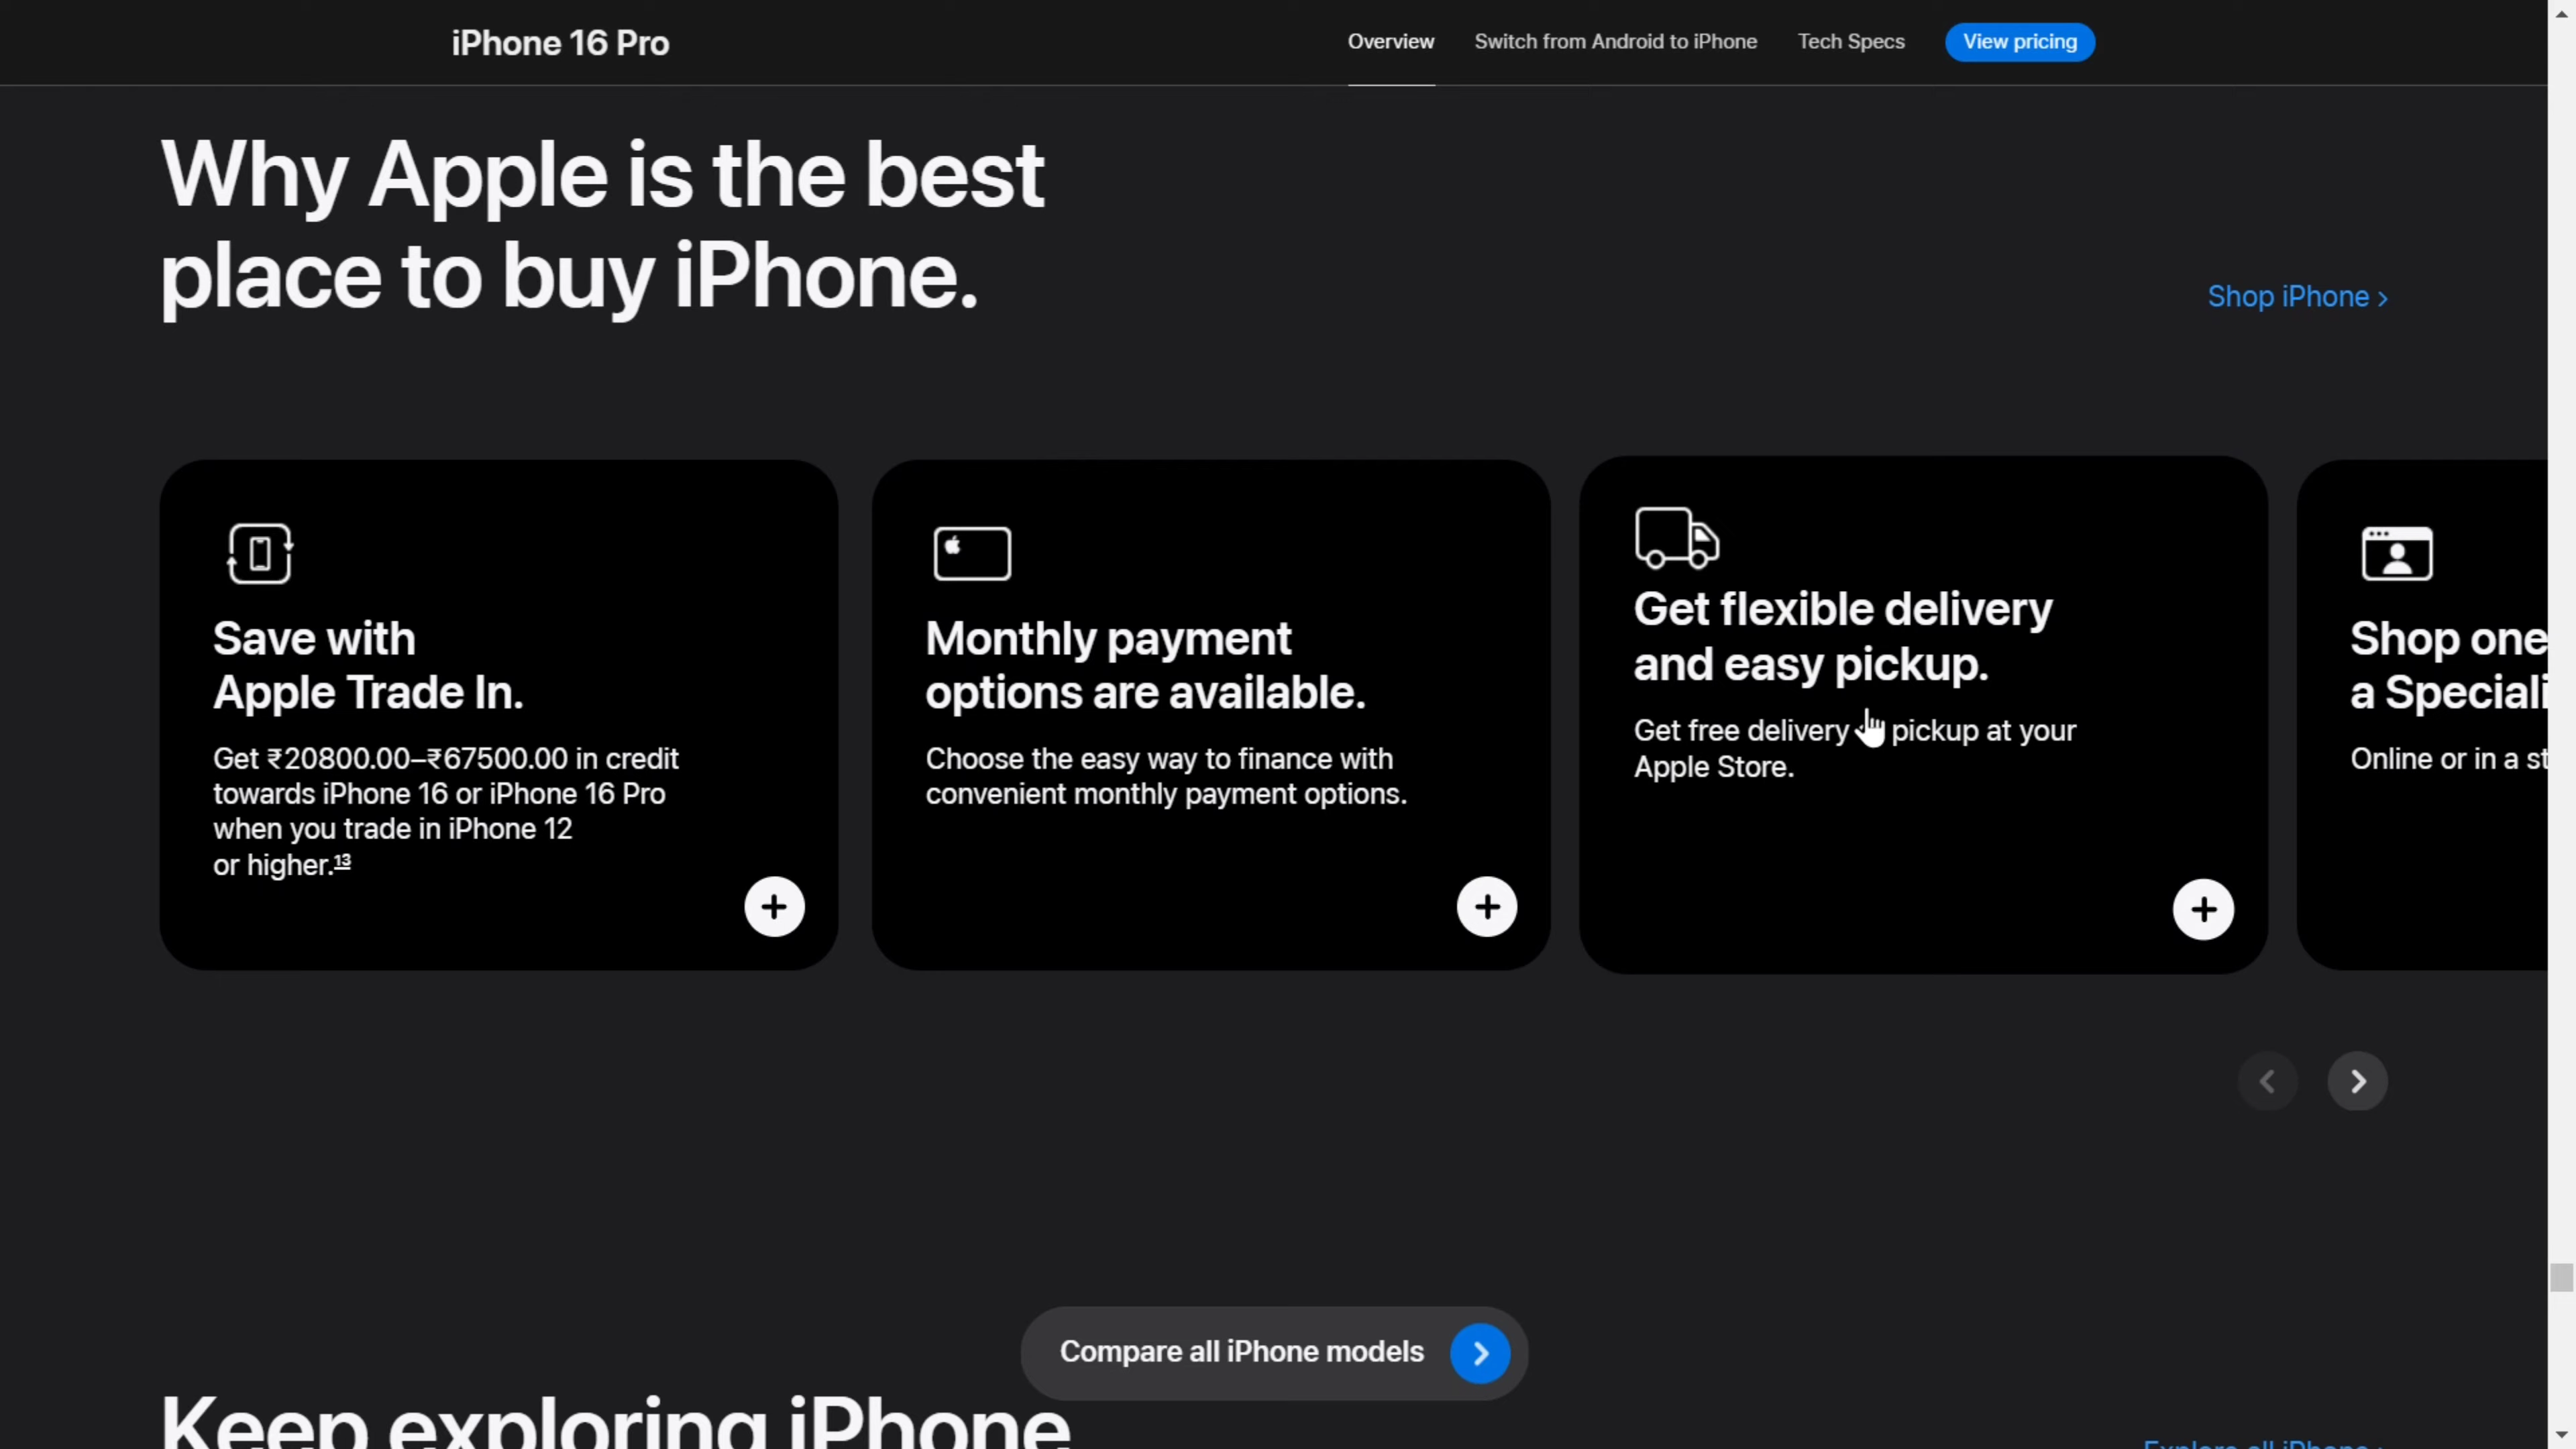 iPhone 16 Pro
Overview
Switch from Android to iPhone
Tech Specs
View pricing
Why Apple is the best
place to buy iPhone.
Shop iPhone >
Save with
Apple Trade In.
Get ₹20800.00–₹67500.00 in credit
towards iPhone 16 or iPhone 16 Pro
when you trade in iPhone 12
or higher.13
Monthly payment
options are available.
Choose the easy way to finance with
convenient monthly payment options.
Get flexible delivery
and easy pickup.
Get free delivery pickup at your
Apple Store.
Shop one
a Speciali
Online or in a st
Compare all iPhone models
Keep exploring iPhone
Explore all iPhone